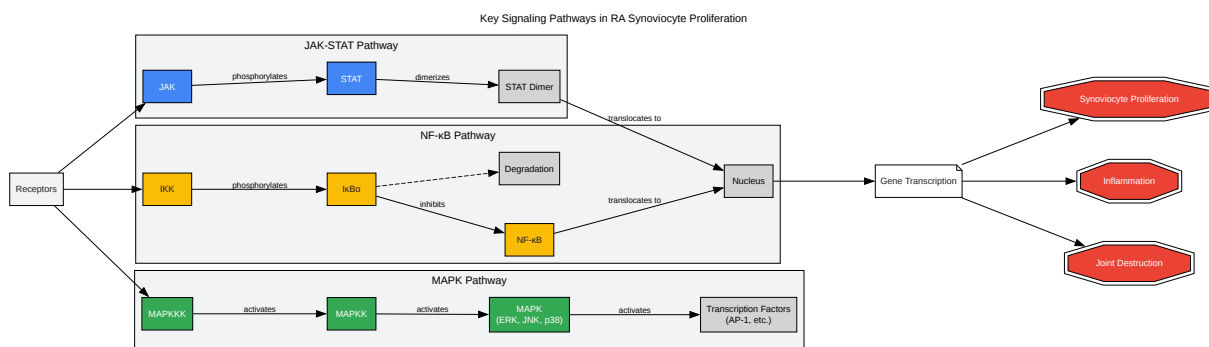 Key Signaling Pathways in RA Synoviocyte Proliferation
JAK-STAT Pathway
JAK
phosphorylates
STAT
dimerizes
STAT Dimer
translocates to
NF-κB Pathway
Receptors
IKK
phosphorylates
IκBα
Degradation
inhibits
NF-κB
translocates to
Nucleus
Gene Transcription
Synoviocyte Proliferation
Inflammation
Joint Destruction
MAPK Pathway
MAPKKK
activates
MAPKK
activates
MAPK
(ERK, JNK, p38)
activates
Transcription Factors
(AP-1, etc.)